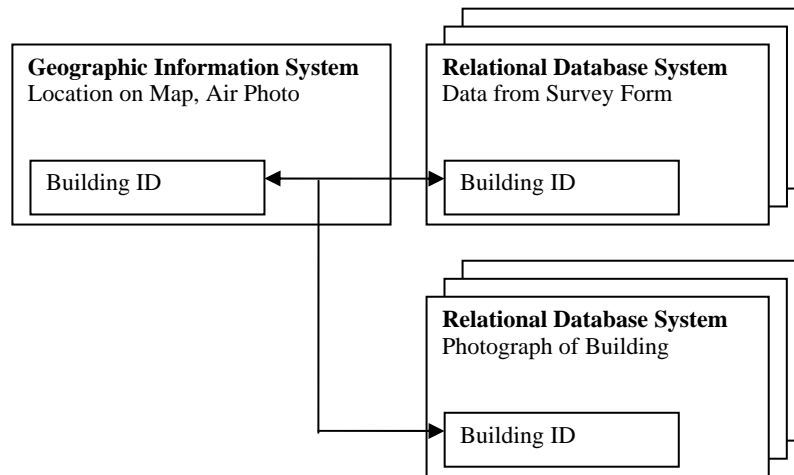 Geographic Information System
Location on Map, Air Photo
Building ID
Relational Database System
Data from Survey Form
Building ID
Relational Database System
Photograph of Building
Building ID